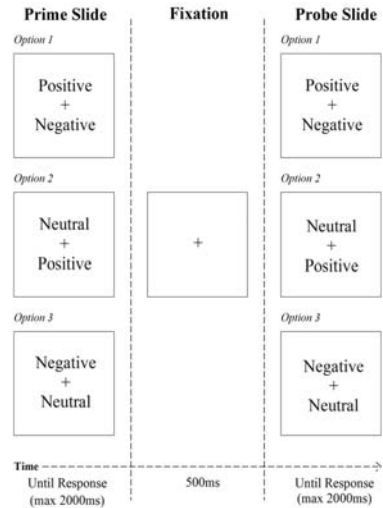 Prime Slide
Fixation
Probe Slide
Option 1
Positive
+
Negative
Option 1
Positive
+
Negative
Option 2
Neutral
+
Positive
+
Option 2
Neutral
+
Positive
Option 3
Negative
+
Neutral
Option 3
Negative
+
Neutral
Time
Until Response
(max 2000ms)
500ms
Until Response
(max 2000ms)